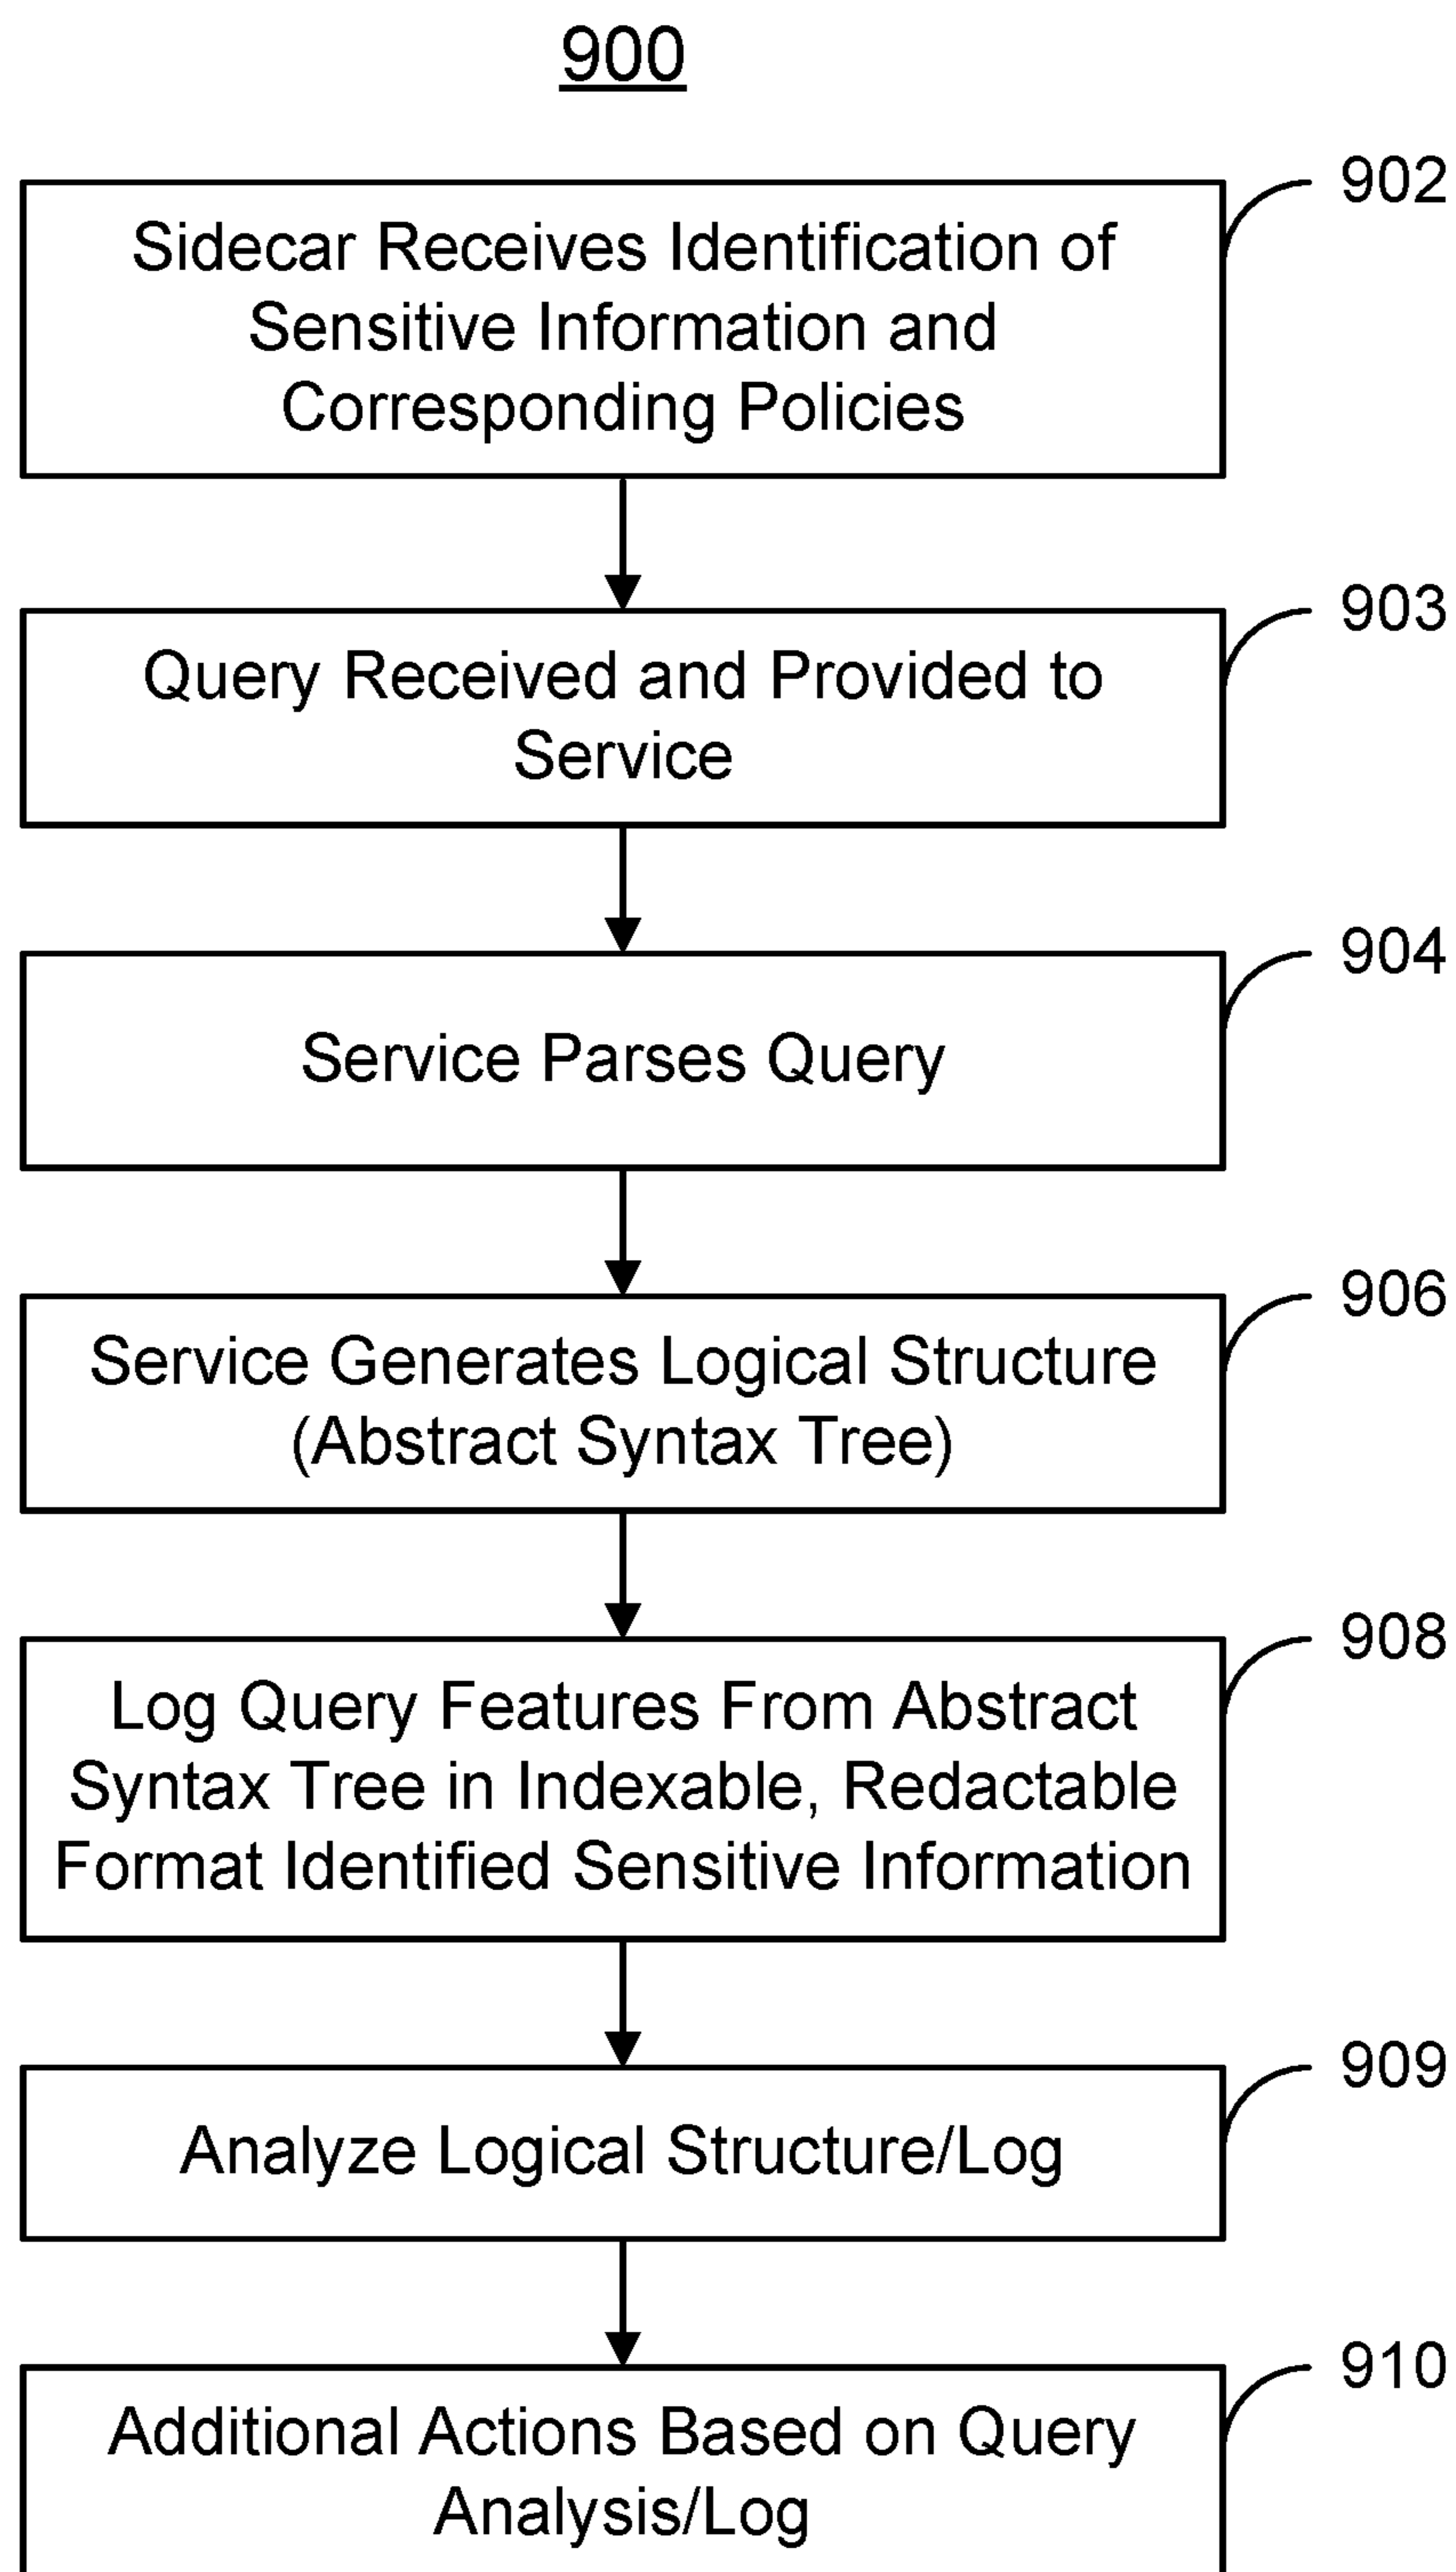 900
902
Sidecar Receives Identification of
Sensitive Information and
Corresponding Policies
903
Query Received and Provided to
Service
904
Service Parses Query
906
Service Generates Logical Structure
(Abstract Syntax Tree)
908
Log Query Features From Abstract
Syntax Tree in Indexable, Redactable
Format Identified Sensitive Information
909
Analyze Logical Structure/Log
910
Additional Actions Based on Query
Analysis/Log